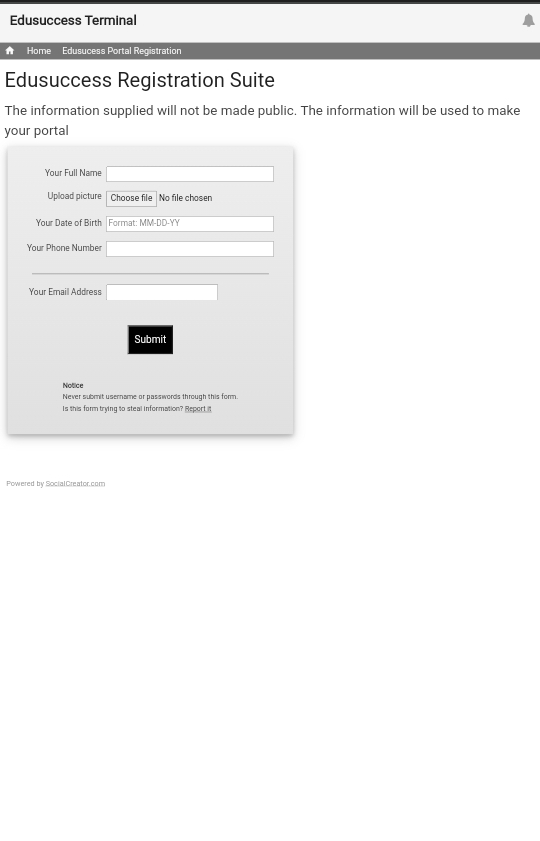 Edusuccess Terminal
Home Edusucess Portal Registration
Edusuccess Registration Suite
The information supplied will not be made public. The information will be used to make
your portal
Your Full Name
Upload picture Choose file No file chosen
Your Date of Birth Format: MM-DD-YY
Your Phone Number
Your Email Address
Submit
Notice
Never submit username or passwords through this form.
Is this form trying to steal information? Report it
Powered by SocialCreator.com